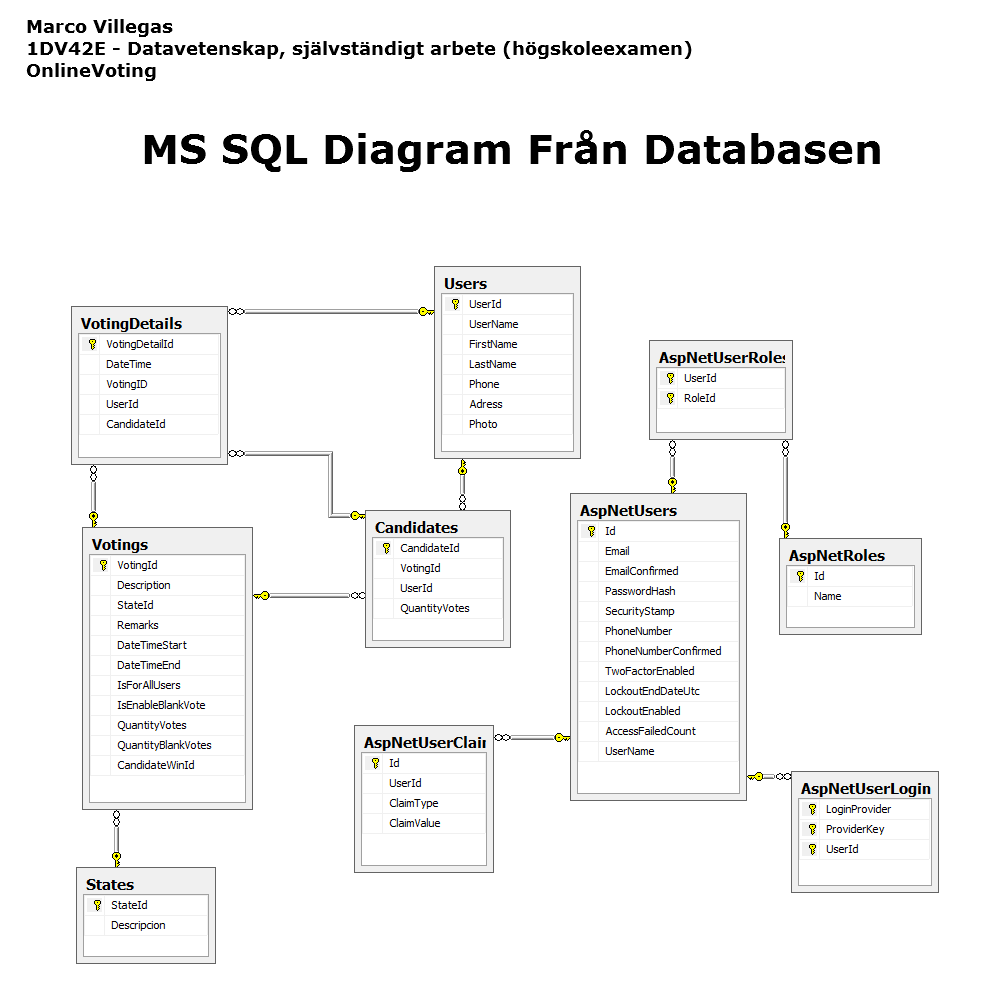 Marco Villegas
1DV42E - Datavetenskap, självständigt arbete (högskoleexamen)
OnlineVoting
MS SQL Diagram Från Databasen
Users
UserId
UserName
FirstName
LastName
Phone
Adress
Photo
VotingDetails
VotingDetailId
DateTime
VotingID
UserId
CandidateId
AspNetUserRoles
UserId
RoleId
AspNetUsers
Id
Email
EmailConfirmed
PasswordHash
SecurityStamp
PhoneNumber
PhoneNumberConfirmed
TwoFactorEnabled
LockoutEndDateUtc
LockoutEnabled
AccessFailedCount
UserName
Candidates
CandidateId
VotingId
UserId
QuantityVotes
Votings
VotingId
Description
StateId
Remarks
DateTimeStart
DateTimeEnd
IsForAllUsers
IsEnableBlankVote
QuantityVotes
QuantityBlankVotes
CandidateWinId
AspNetRoles
Id
Name
AspNetUserClai
Id
UserId
ClaimType
ClaimValue
AspNetUserLogin
LoginProvider
ProviderKey
UserId
States
StateId
Descripcion